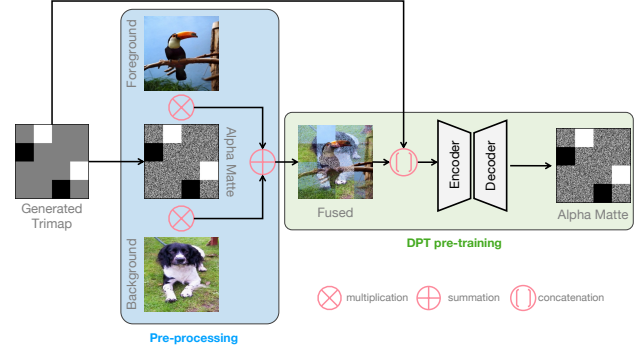 Foreground
Generated
Trimap
Alpha Matte
Background
Pre-processing
Fused
Encoder
Decoder
Alpha Matte
DPT pre-training
multiplication
summation
concatenation